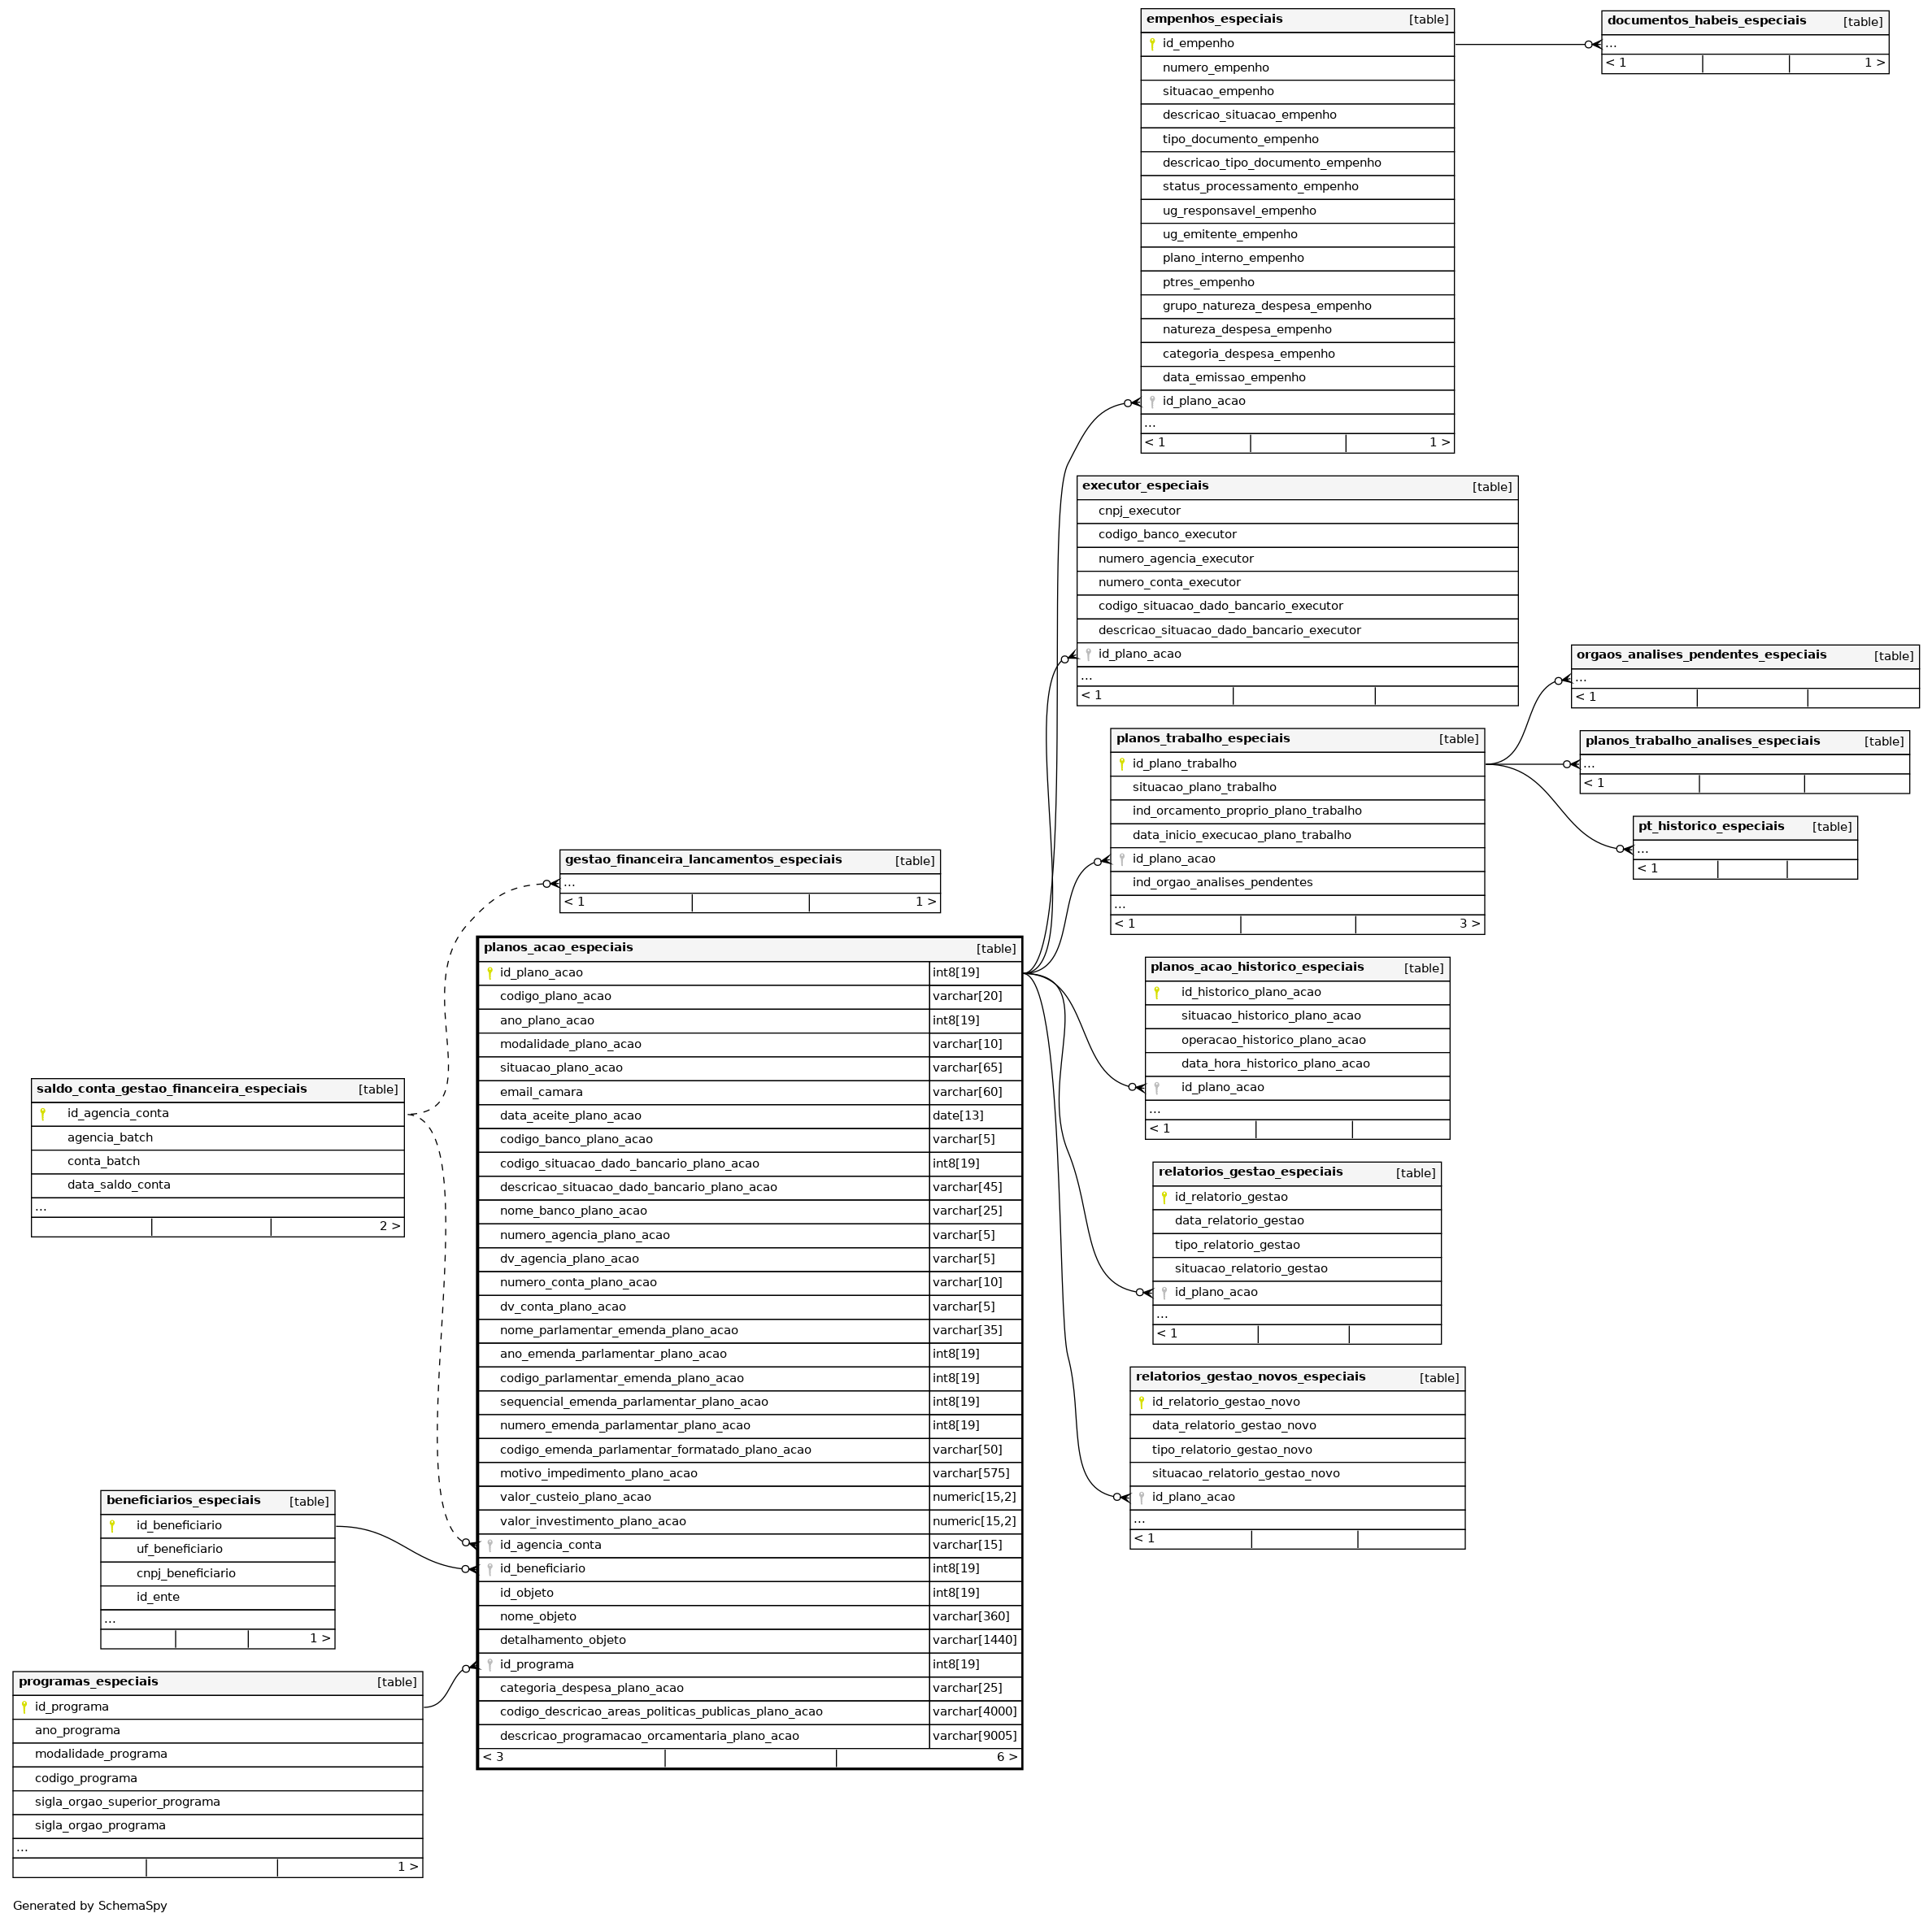 empenhos_especiais [table]
id_empenho
numero_empenho
situacao_empenho
descricao_situacao_empenho
tipo_documento_empenho
descricao_tipo_documento_empenho
status_processamento_empenho
ug_responsavel_empenho
ug_emitente_empenho
plano_interno_empenho
ptres_empenho
grupo_natureza_despesa_empenho
natureza_despesa_empenho
categoria_despesa_empenho
data_emissao_empenho
id_plano_acao
...
< 1 1 >
documentos_habeis_especiais [table]
...
< 1 1 >
executor_especiais [table]
cnpj_executor
codigo_banco_executor
numero_agencia_executor
numero_conta_executor
codigo_situacao_dado_bancario_executor
descricao_situacao_dado_bancario_executor
id_plano_acao
...
< 1
orgaos_analises_pendentes_especiais [table]
...
< 1
planos_trabalho_especiais [table]
id_plano_trabalho
situacao_plano_trabalho
ind_orcamento_proprio_plano_trabalho
data_inicio_execucao_plano_trabalho
id_plano_acao
ind_orgao_analises_pendentes
...
< 1 3 >
planos_trabalho_analises_especiais [table]
...
< 1
pt_historico_especiais [table]
...
< 1
gestao_financeira_lancamentos_especiais [table]
...
< 1 1 >
planos_acao_especiais [table]
id_plano_acao int8[19]
codigo_plano_acao varchar[20]
ano_plano_acao int8[19]
modalidade_plano_acao varchar[10]
situacao_plano_acao varchar[65]
email_camara varchar[60]
data_aceite_plano_acao date[13]
codigo_banco_plano_acao varchar[5]
codigo_situacao_dado_bancario_plano_acao int8[19]
descricao_situacao_dado_bancario_plano_acao varchar[45]
nome_banco_plano_acao varchar[25]
numero_agencia_plano_acao varchar[5]
dv_agencia_plano_acao varchar[5]
numero_conta_plano_acao varchar[10]
dv_conta_plano_acao varchar[5]
nome_parlamentar_emenda_plano_acao varchar[35]
ano_emenda_parlamentar_plano_acao int8[19]
codigo_parlamentar_emenda_plano_acao int8[19]
sequencial_emenda_parlamentar_plano_acao int8[19]
numero_emenda_parlamentar_plano_acao int8[19]
codigo_emenda_parlamentar_formatado_plano_acao varchar[50]
motivo_impedimento_plano_acao varchar[575]
valor_custeio_plano_acao numeric[15,2]
valor_investimento_plano_acao numeric[15,2]
id_agencia_conta varchar[15]
id_beneficiario int8[19]
id_objeto int8[19]
nome_objeto varchar[360]
detalhamento_objeto varchar[1440]
id_programa int8[19]
categoria_despesa_plano_acao varchar[25]
codigo_descricao_areas_politicas_publicas_plano_acao varchar[4000]
descricao_programacao_orcamentaria_plano_acao varchar[9005]
< 3 6 >
planos_acao_historico_especiais [table]
id_historico_plano_acao
situacao_historico_plano_acao
operacao_historico_plano_acao
data_hora_historico_plano_acao
id_plano_acao
...
< 1
saldo_conta_gestao_financeira_especiais [table]
id_agencia_conta
agencia_batch
conta_batch
data_saldo_conta
...
2 >
relatorios_gestao_especiais [table]
id_relatorio_gestao
data_relatorio_gestao
tipo_relatorio_gestao
situacao_relatorio_gestao
id_plano_acao
...
< 1
relatorios_gestao_novos_especiais [table]
id_relatorio_gestao_novo
data_relatorio_gestao_novo
tipo_relatorio_gestao_novo
situacao_relatorio_gestao_novo
id_plano_acao
...
< 1
beneficiarios_especiais [table]
id_beneficiario
uf_beneficiario
cnpj_beneficiario
id_ente
...
1 >
programas_especiais [table]
id_programa
ano_programa
modalidade_programa
codigo_programa
sigla_orgao_superior_programa
sigla_orgao_programa
...
1 >
Generated by SchemaSpy